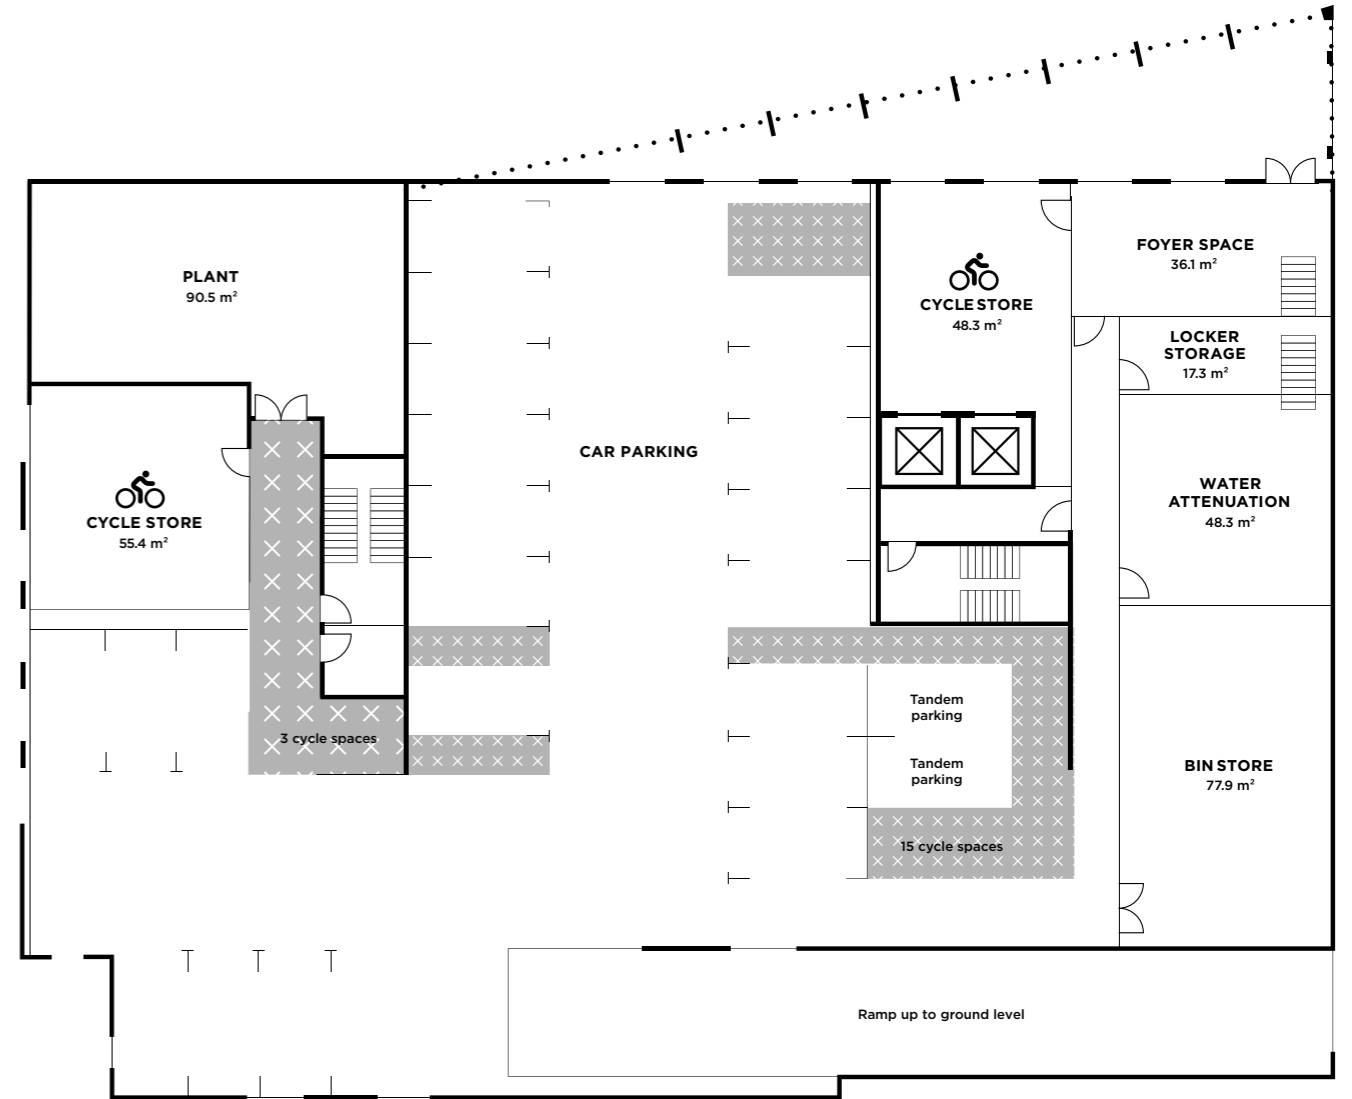 PLANT
90.5 m²
CYCLE STORE
55.4 m²
3 cycle spaces
CAR PARKING
CYCLE STORE
48.3 m²
FOYER SPACE
36.1 m²
LOCKER
STORAGE
17.3 m²
WATER
ATTENUATION
48.3 m²
Tandem
parking
Tandem
parking
15 cycle spaces
BIN STORE
77.9 m²
Ramp up to ground level